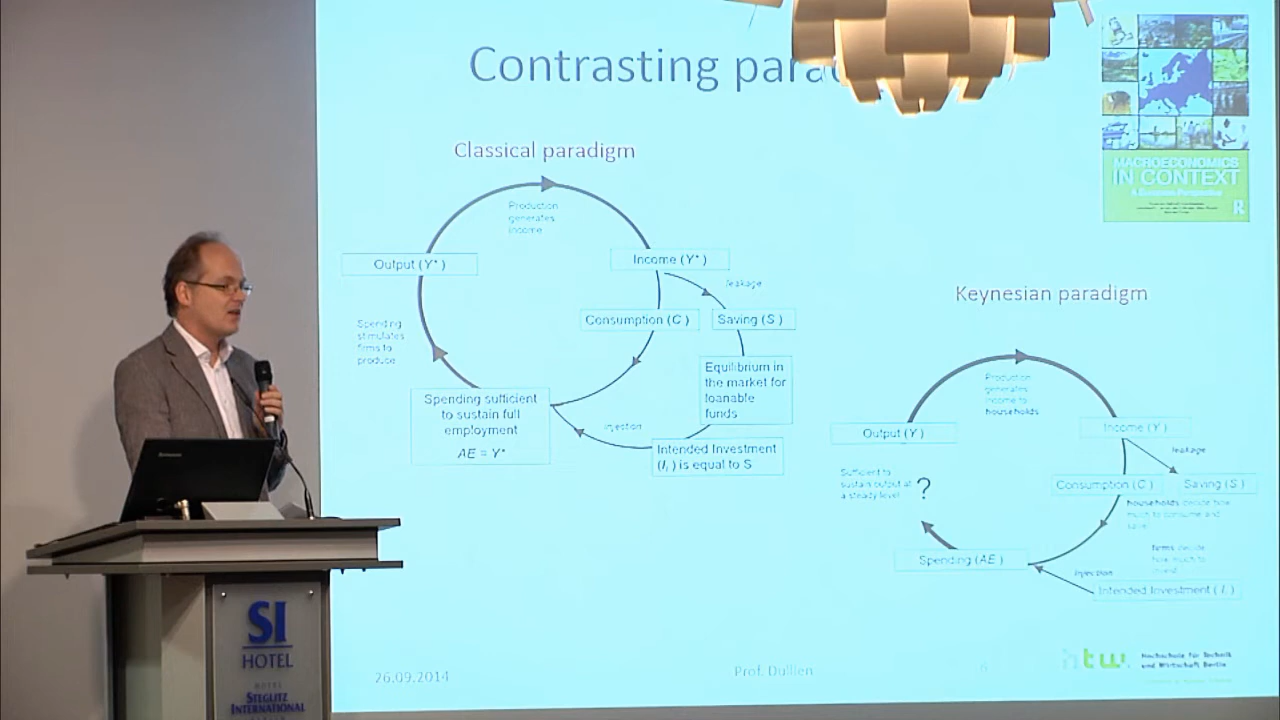 Contrasting para
Classical paradigm
Production
generates
income
Output (Y*)
Income (Y*)
leakage
Consumption (C)
Saving (S)
Spending
stimulates
firms to
produce
Equilibrium in
the market for
loanable
funds
Spending sufficient
to sustain full
employment
AE = Y*
injection
Intended Investment
(I ) is equal to S
MACROECONOMICS
IN CONTEXT
R
Keynesian paradigm
Production
generates
income to
households
Output (Y)
Income (Y)
leakage
Sufficient to
sustain output at
a steady level
?
Consumption (C)
Saving (S)
households decide how
much to consume and
save
firms decide
how much to
invest
Spending (AE)
injection
Intended Investment (I )
26.09.2014
Prof. Dullien
htw.
Hochschule für Technik
und Wirtschaft Berlin
SI
HOTEL
HOTEL
STEGLITZ
INTERNATIONAL